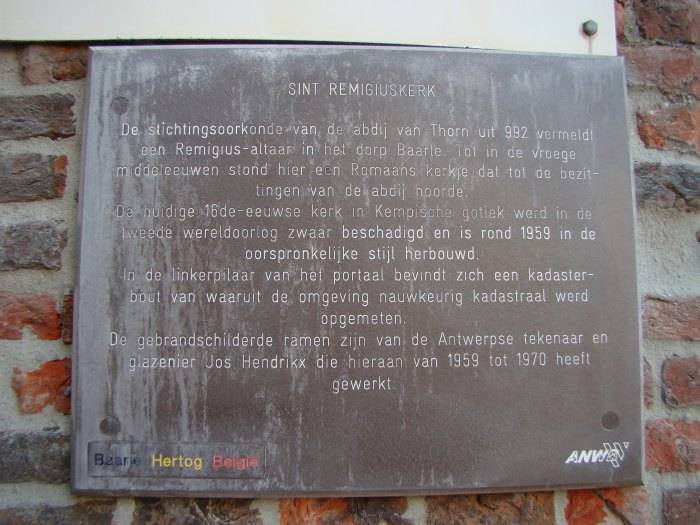 SINT REMIGIUSKERK
De stichtingsoorkonde van de abdij van Thorn uit 992 vermeldt
een Remigius-altaar in het dorp Baarle. Tot in de vroege
middeleeuwen stond hier een Romaans kerkje dat tot de bezit-
tingen van de abdij hoorde.
De huidige 16de-eeuwse kerk in Kempische gotiek werd in de
tweede wereldoorlog zwaar beschadigd en is rond 1959 in de
oorspronkelijke stijl herbouwd.
In de linkerpilaar van het portaal bevindt zich een kadaster-
bout van waaruit de omgeving nauwkeurig kadastraal werd
opgemeten.
De gebrandschilderde ramen zijn van de Antwerpse tekenaar en
glazenier Jos Hendrikx die hieraan van 1959 tot 1970 heeft
gewerkt.
Baarle Hertog België
ANWB